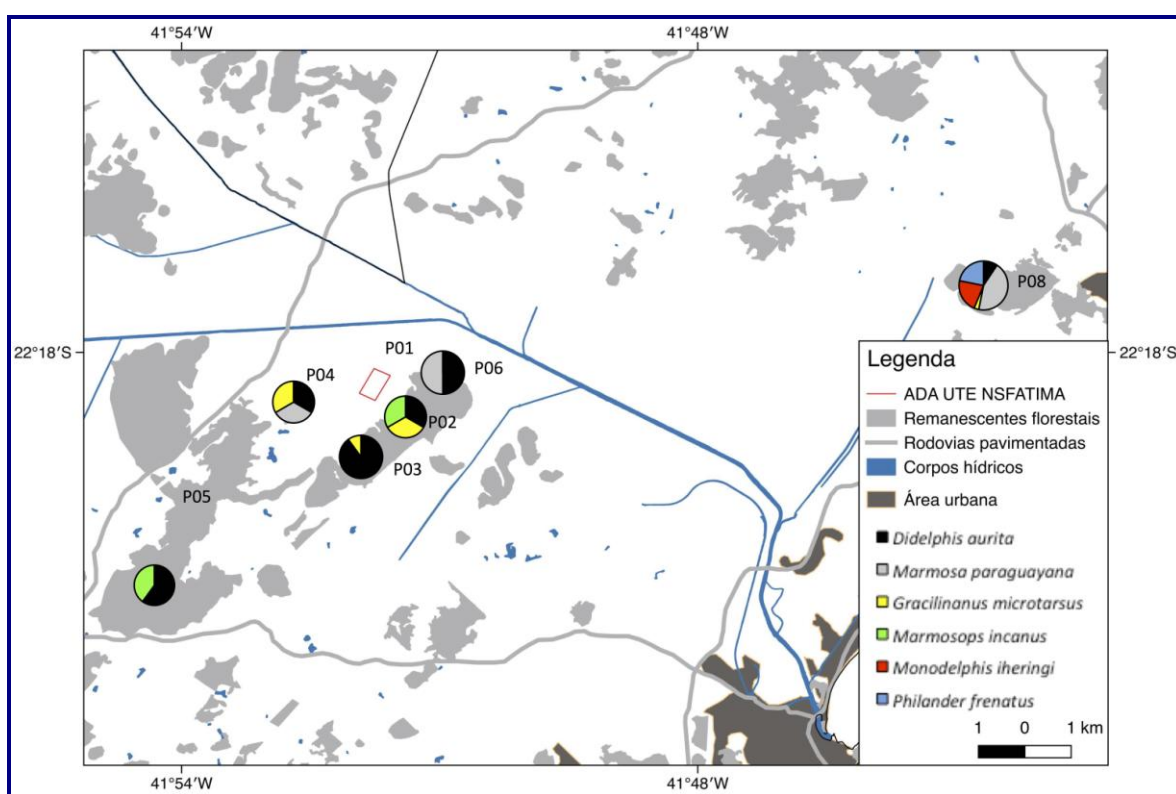 41°54′W
41°48′W
P08
22°18′S
22°18′S
P01
P06
P04
P02
P03
P05
Legenda
ADA UTE NSFATIMA
Remanescentes florestais
Rodovias pavimentadas
Corpos hídricos
Área urbana
Didelphis aurita
Marmosa paraguayana
Gracilinanus microtarsus
Marmosops incanus
Monodelphis iheringi
Philander frenatus
1 0 1 km
41°54′W
41°48′W